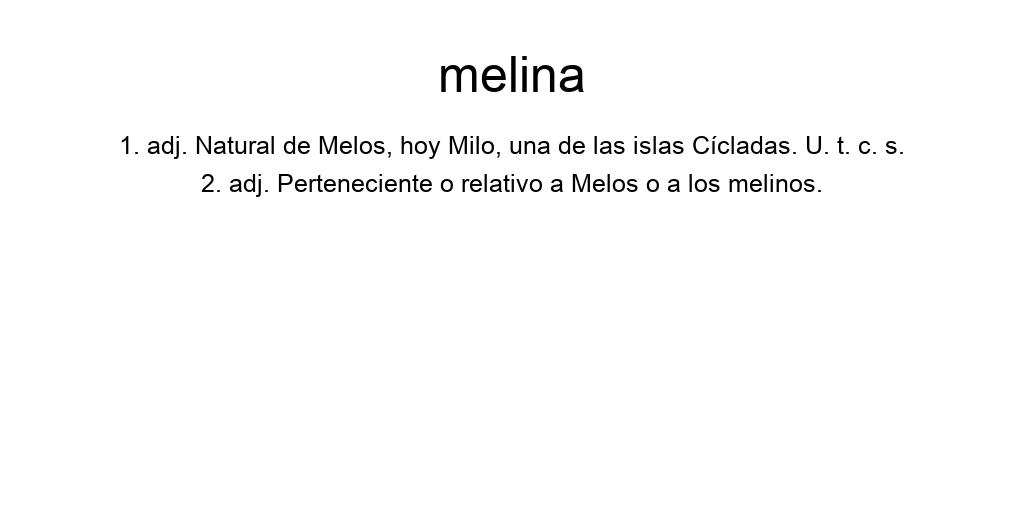 melina
1. adj. Natural de Melos, hoy Milo, una de las islas Cícladas. U. t. c. s.
2. adj. Perteneciente o relativo a Melos o a los melinos.